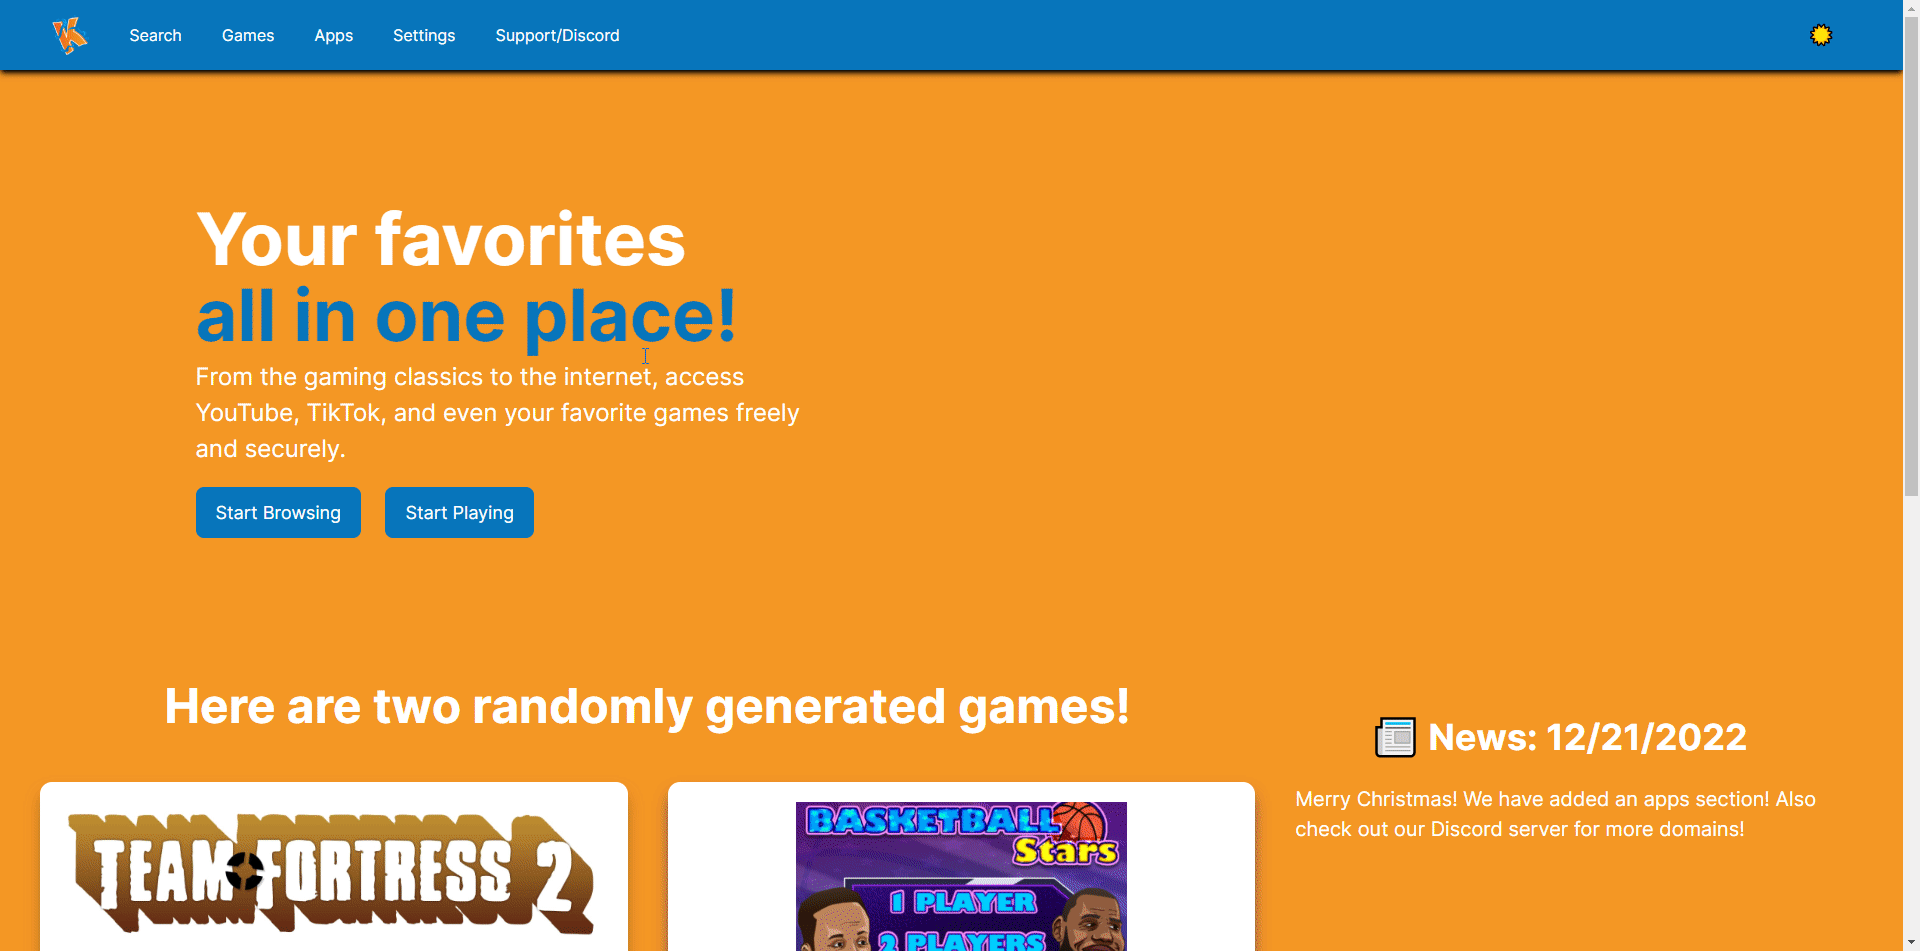 K
Search
Games
Apps
Settings
Support/Discord
Your favorites
all in one place!
From the gaming classics to the internet, access
YouTube, TikTok, and even your favorite games freely
and securely.
Start Browsing
Start Playing
Here are two randomly generated games!
TEAM FORTRESS 2
BASKETBALL
Stars
1 PLAYER
2 PLAYERS
News: 12/21/2022
Merry Christmas! We have added an apps section! Also
check out our Discord server for more domains!